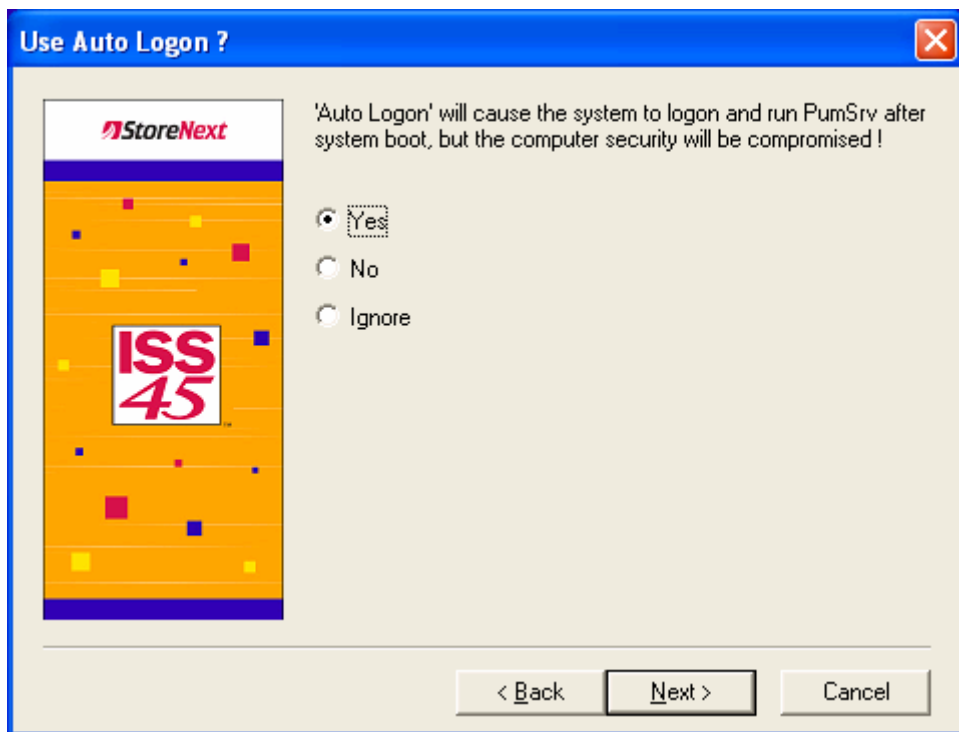 Use Auto Logon ?
StoreNext
'Auto Logon' will cause the system to logon and run PumSrv after
system boot, but the computer security will be compromised !
Yes
No
Ignore
ISS
45
< Back
Next >
Cancel